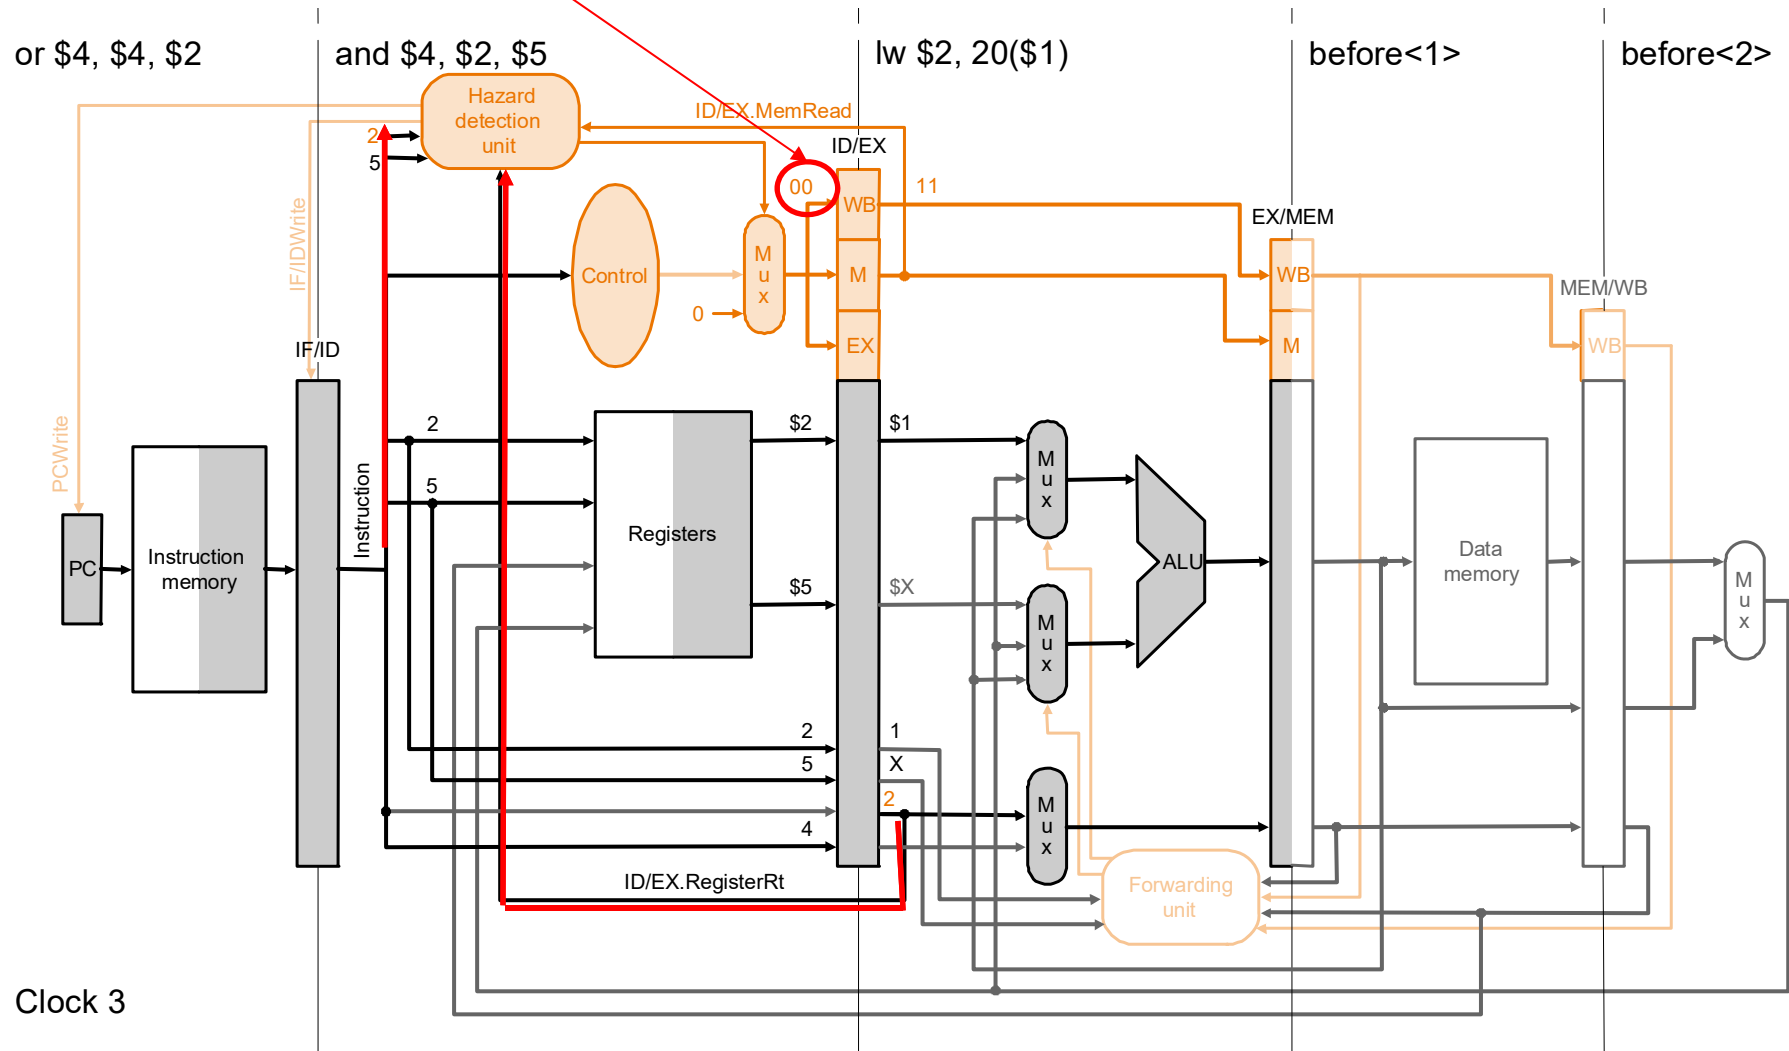 or $4, $4, $2
and $4, $2, $5
lw $2, 20($1)
before<1>
before<2>
Hazard
detection
unit
ID/EX.MemRead
2
5
ID/EX
00
11
WB
EX/MEM
IF/IDWrite
Control
M
u
x
M
WB
MEM/WB
0
IF/ID
EX
M
WB
PCWrite
2
$2
$1
5
Instruction
M
u
x
PC
Instruction
memory
Registers
ALU
Data
memory
M
u
x
$5
$X
M
u
x
2
1
5
X
2
4
M
u
x
ID/EX.RegisterRt
Forwarding
unit
Clock 3